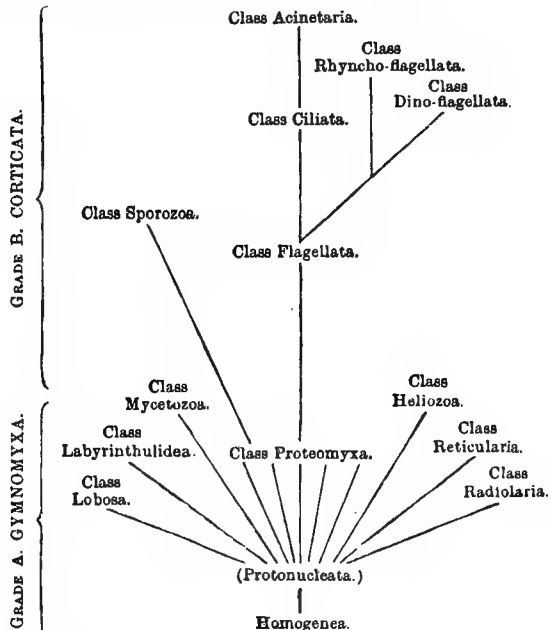 Class Acinetaria.
Class
Rhyncho-flagellata.
Class
Dino-flagellata.
Class Ciliata.
GRADE B. CORTICATA.
Class Sporozoa.
Class Flagellata.
Class
Mycetozoa.
Class
Heliozoa.
Class
Labyrinthulidea.
Class Proteomyxa.
Class
Reticularia.
Class
Lobosa.
Class
Radiolaria.
GRADE A. GYMNOMYXA.
(Protonucleata.)
Homogenea.